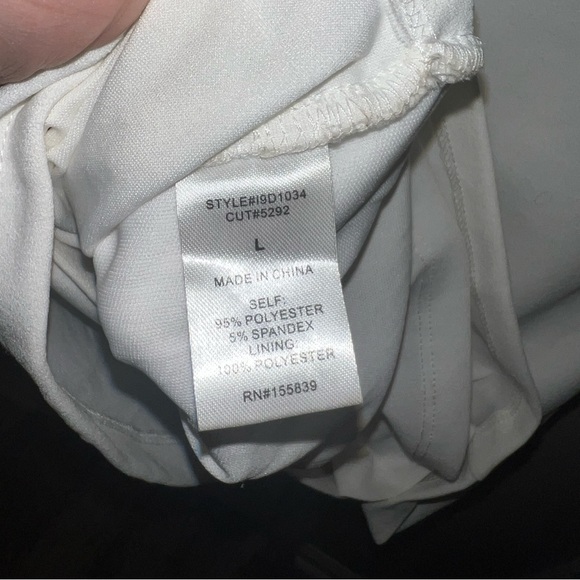 STYLE#I9D1034
CUT#5292
L
MADE IN CHINA
SELF:
95% POLYESTER
5% SPANDEX
LINING:
100% POLYESTER
RN#155839